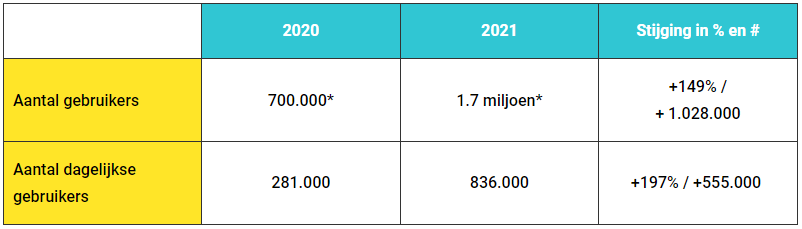 2020 2021 Stijging in % en #
Aantal gebruikers 700.000* 1.7 miljoen* +149% /
+ 1.028.000
Aantal dagelijkse
gebruikers 281.000 836.000 +197% / +555.000